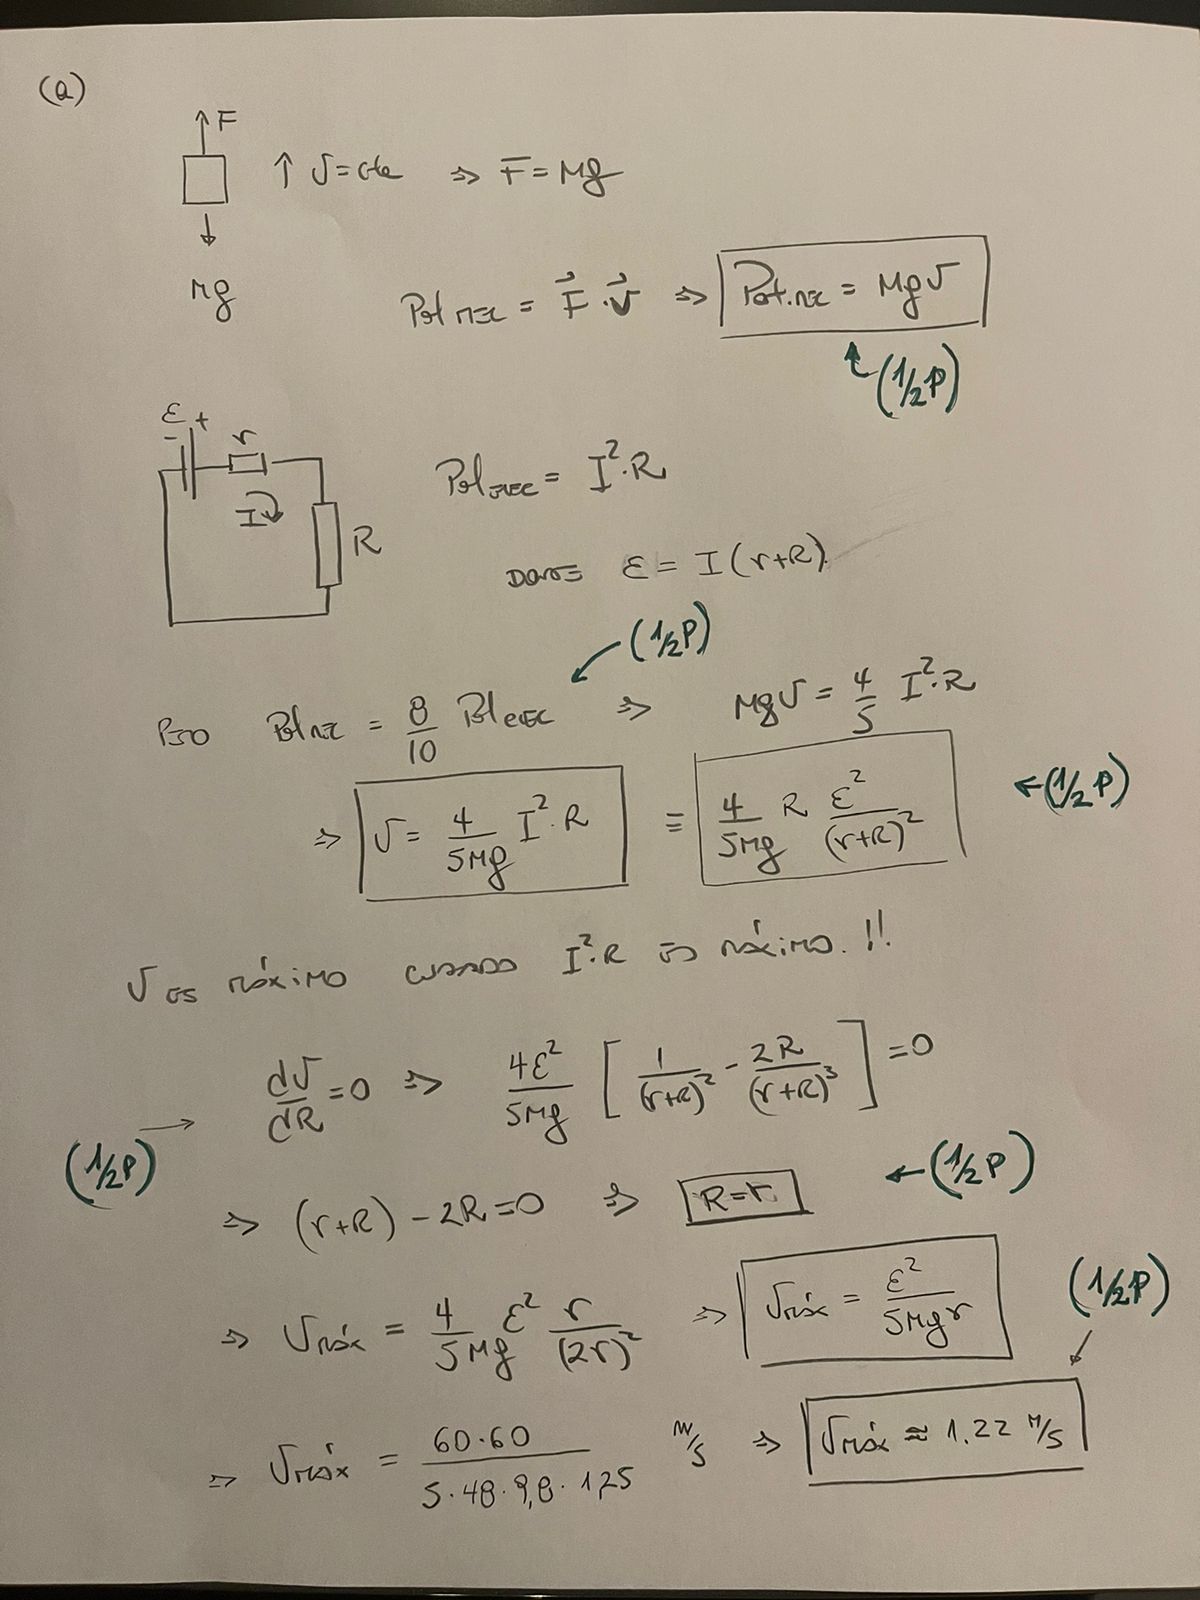 (a)
↑ F
↑ v = cte ⇒ F = Mg
Mg
Pot mec = F⃗ · v⃗ ⇒ Pot. mec = Mgv
(1/2 P)
ε
- +
r
I
R
Pot elec = I² · R
DONDE ε = I (r+R)
(1/2 P)
PERO Pot mec = 8/10 Pot elec ⇒ Mgv = 4/5 I² · R
⇒ v = 4/5Mg I² · R ≡ 4/5Mg R ε²/(r+R)² ← (1/2 P)
v es máximo cuando I² · R es máximo. !!
dv/dR = 0 ⇒ 4ε²/5Mg [ 1/(r+R)² - 2R/(r+R)³ ] = 0
(1/2 P) →
⇒ (r+R) - 2R = 0 ⇒ R = r ← (1/2 P)
⇒ vmáx = 4/5Mg ε² r/(2r)² ⇒ vmáx = ε²/5Mgr (1/2 P)
⇒ vmáx = 60·60/5·48·9,8·1,25 m/s ⇒ vmáx ≈ 1.22 m/s